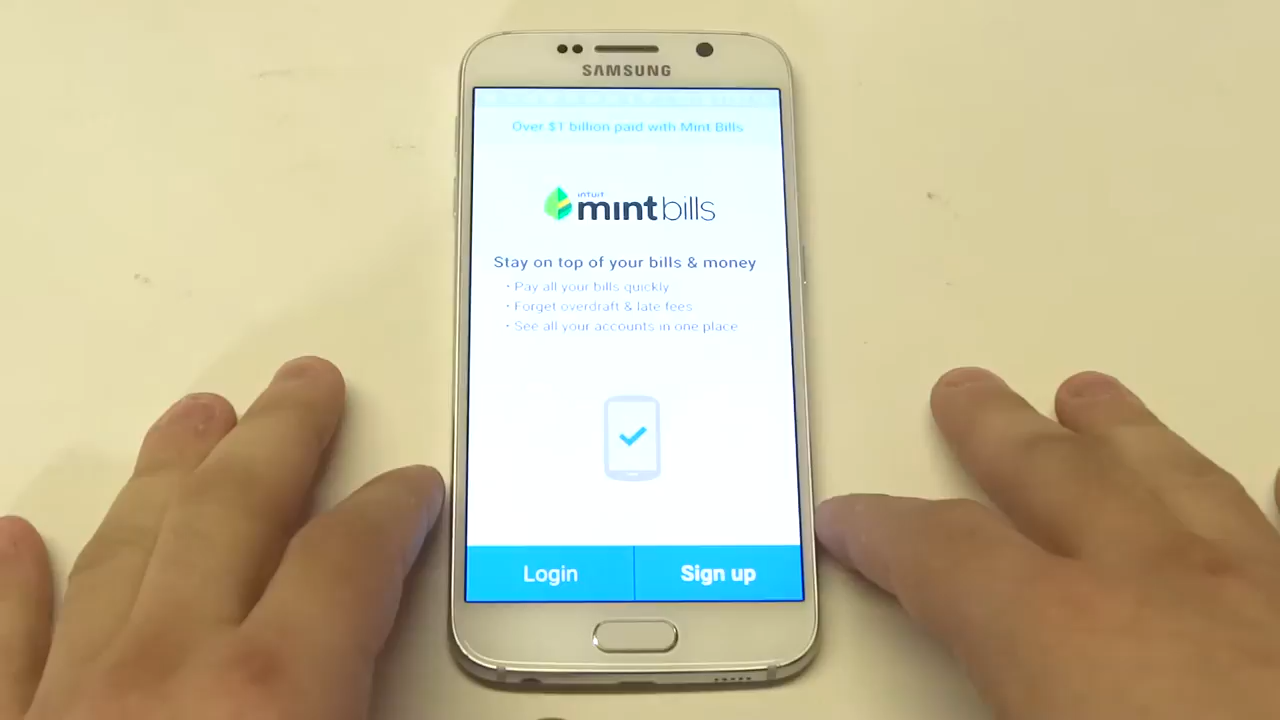 SAMSUNG
Over $1 billion paid with Mint Bills
intuit
mint bills
Stay on top of your bills & money
· Pay all your bills quickly
· Forget overdraft & late fees
· See all your accounts in one place
Login
Sign up